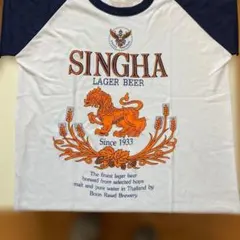 SINGHA
LAGER BEER
Since 1933
The finest lager beer
brewed from selected hops
malt and pure water in Thailand by
Boon Rawd Brewery.